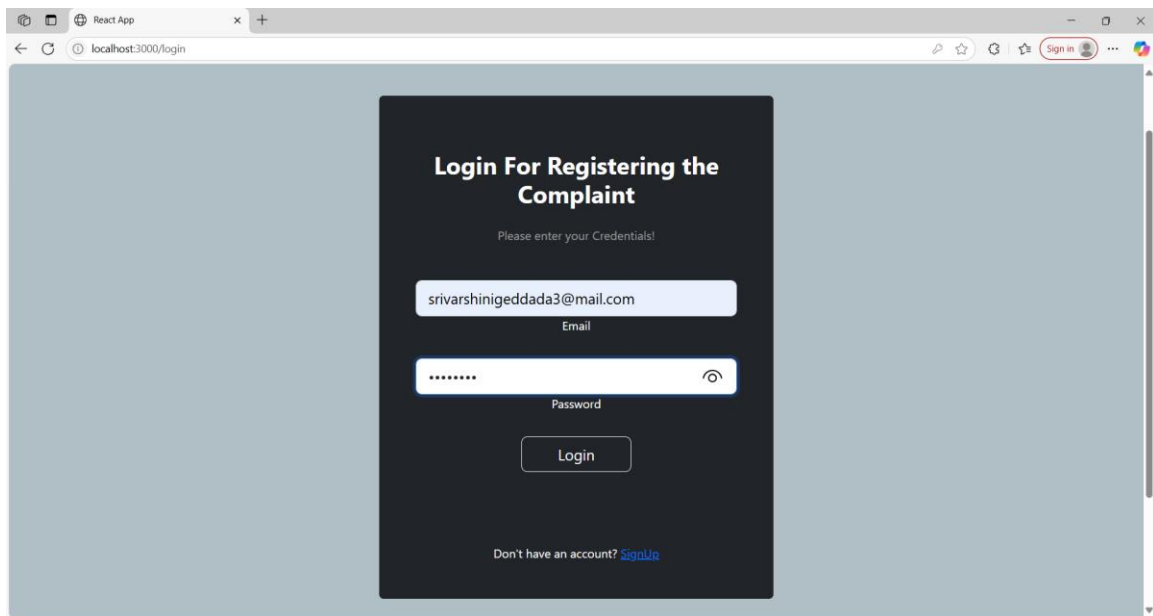 React App
localhost:3000/login
Sign in
Login For Registering the
Complaint
Please enter your Credentials!
srivarshinigeddada3@mail.com
Email
••••••••
Password
Login
Don't have an account? SignUp